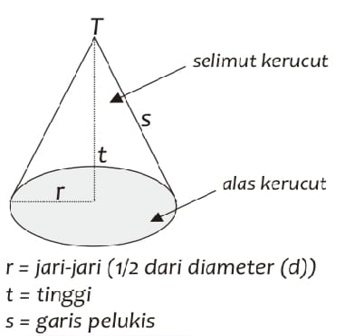 T
selimut kerucut
s
t
alas kerucut
r
r = jari-jari (1/2 dari diameter (d))
t = tinggi
s = garis pelukis